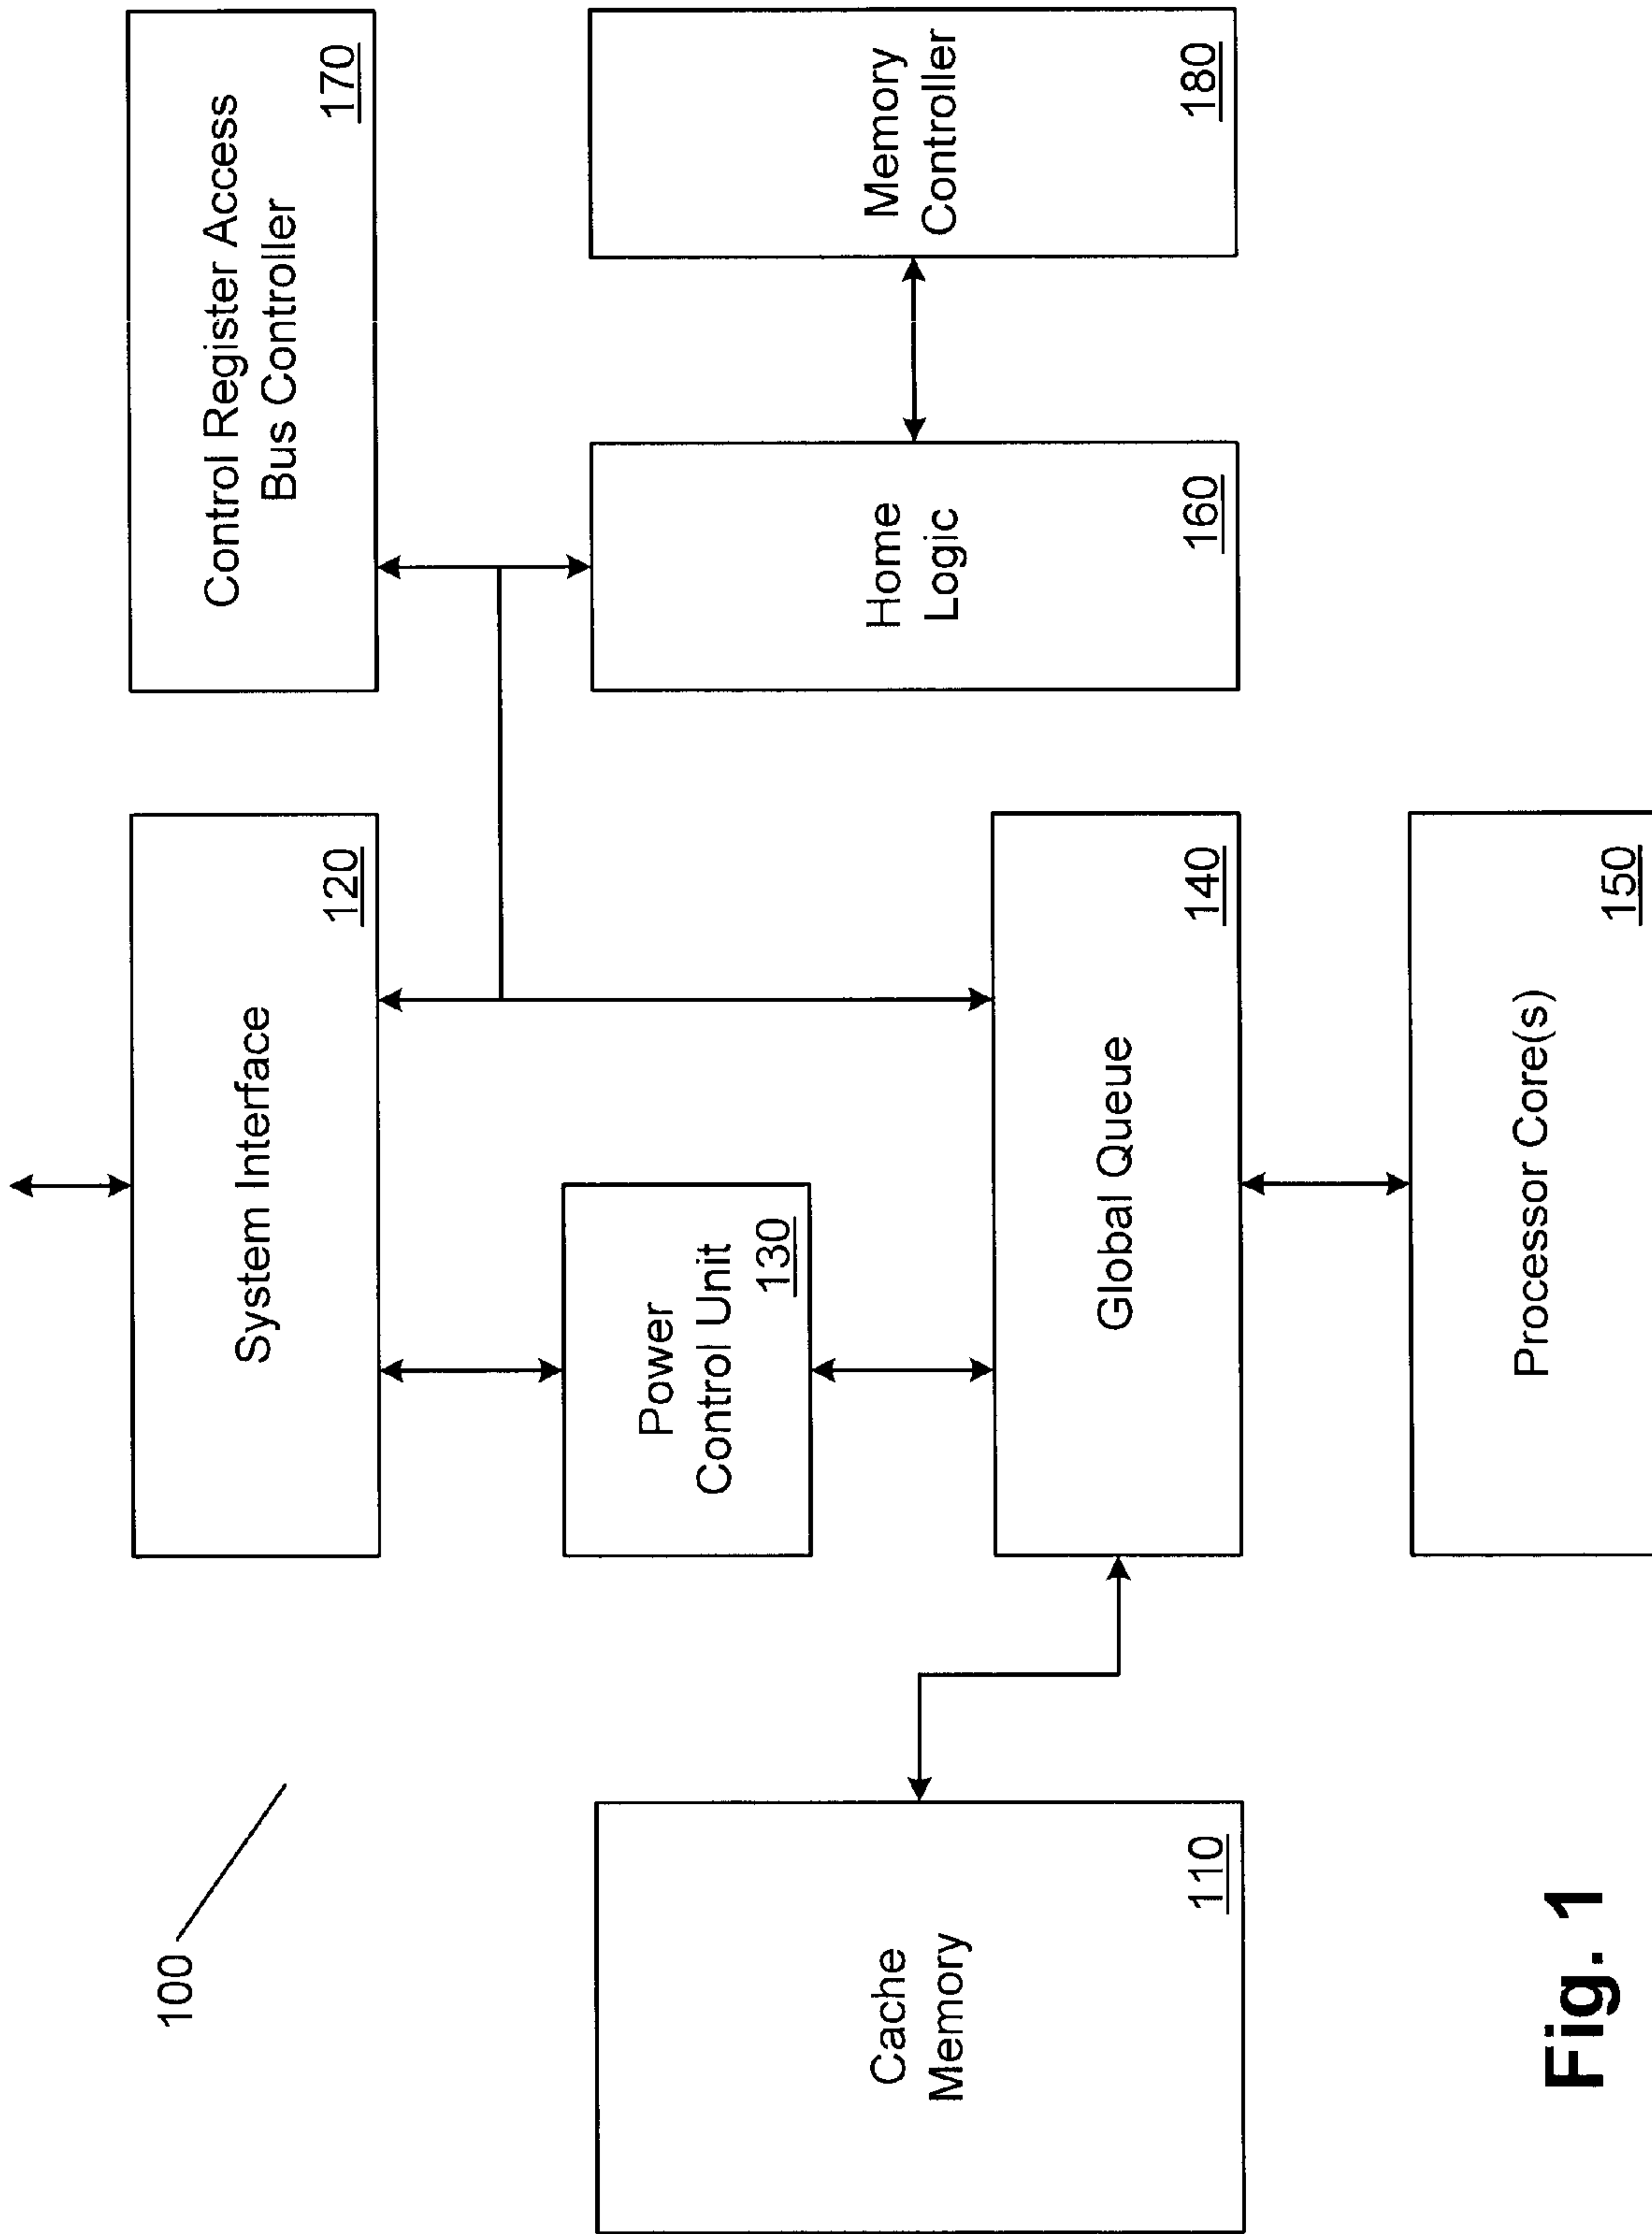 100
Cache
Memory
110
System Interface
120
Power
Control Unit
130
Global Queue
140
Processor Core(s)
150
Control Register Access
Bus Controller
170
Home
Logic
160
Memory
Controller
180
Fig. 1